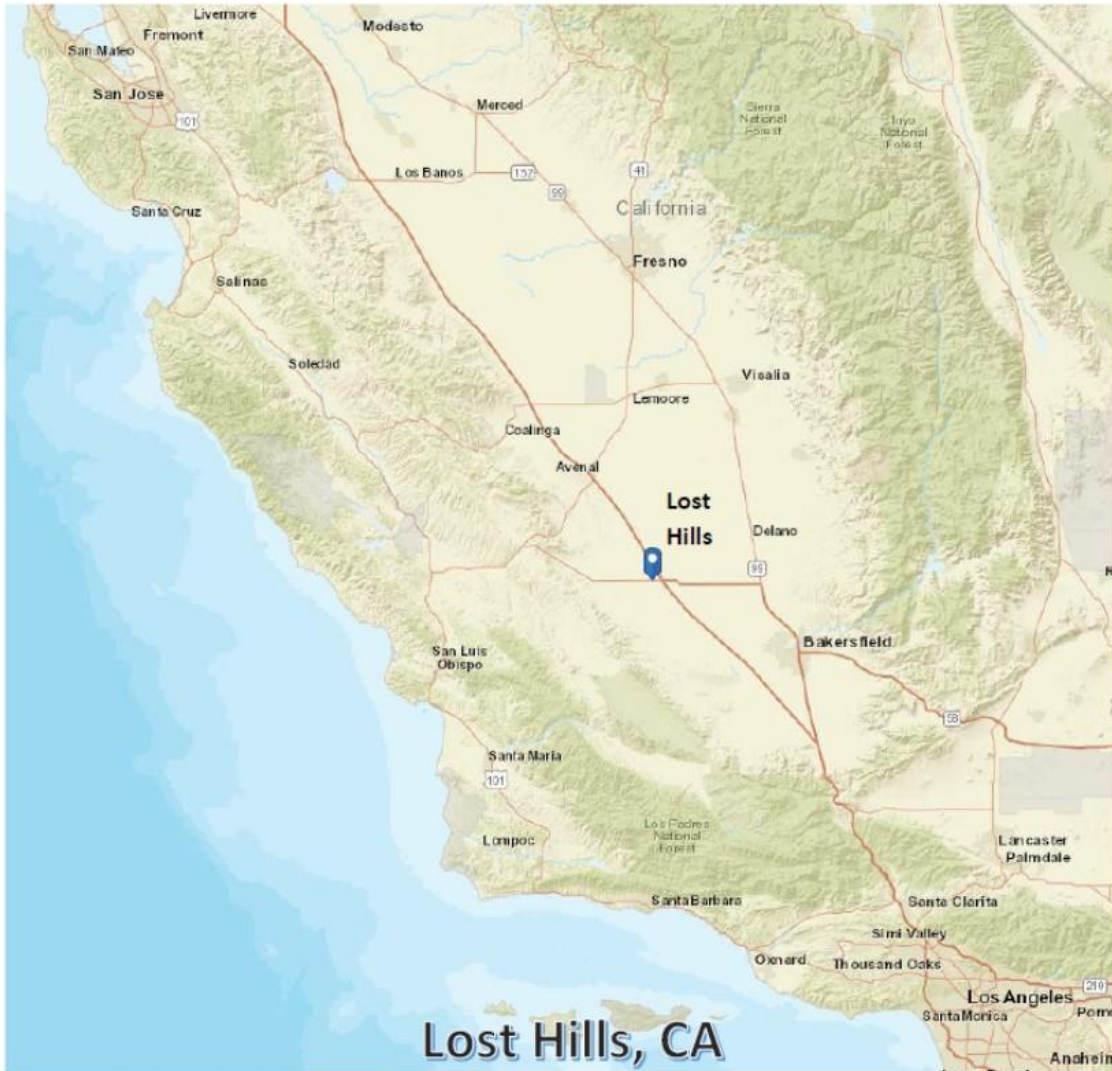 Livermore
Modesto
Fremont
San Mateo
San Jose
101
Merced
Sierra
National
Forest
Inyo
National
Forest
Los Banos
152
99
41
California
Santa Cruz
Fresno
Salinas
Soledad
Visalia
Lemoore
Coalinga
Avenal
Lost
Hills
Delano
99
Bakersfield
San Luis
Obispo
58
Santa Maria
101
Los Padres
National
Forest
Lompoc
Lancaster
Palmdale
Santa Barbara
Santa Clarita
Simi Valley
Oxnard
Thousand Oaks
210
Los Angeles
Santa Monica
Pomo
Lost Hills, CA
Anaheim